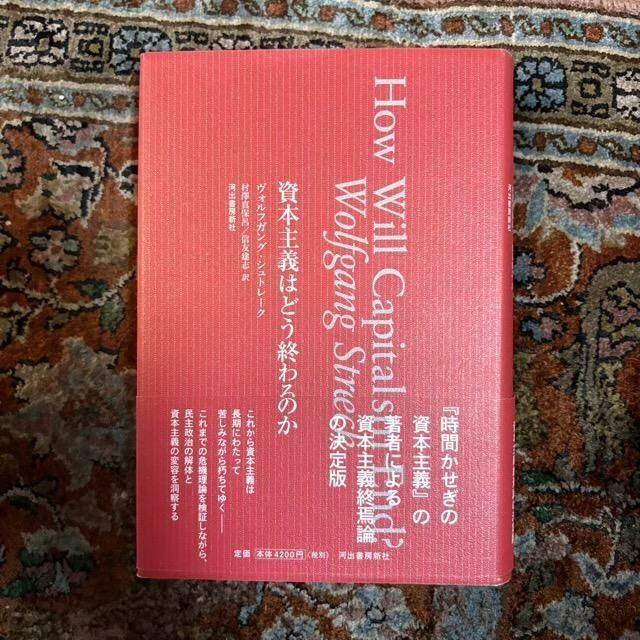 How Will Capitalism End?
Wolfgang Streeck
資本主義はどう終わるのか
ヴォルフガング・シュトレーク
村澤真保呂／信友建志 訳
河出書房新社
『時間かせぎの
資本主義』の
著者による
資本主義終焉論
の決定版
これから資本主義は
長期にわたって
苦しみながら朽ちてゆく──
これまでの危機理論を検証しながら、
民主政治の解体と
資本主義の変容を洞察する
定価 本体4200円（税別） 河出書房新社
河出書房新社